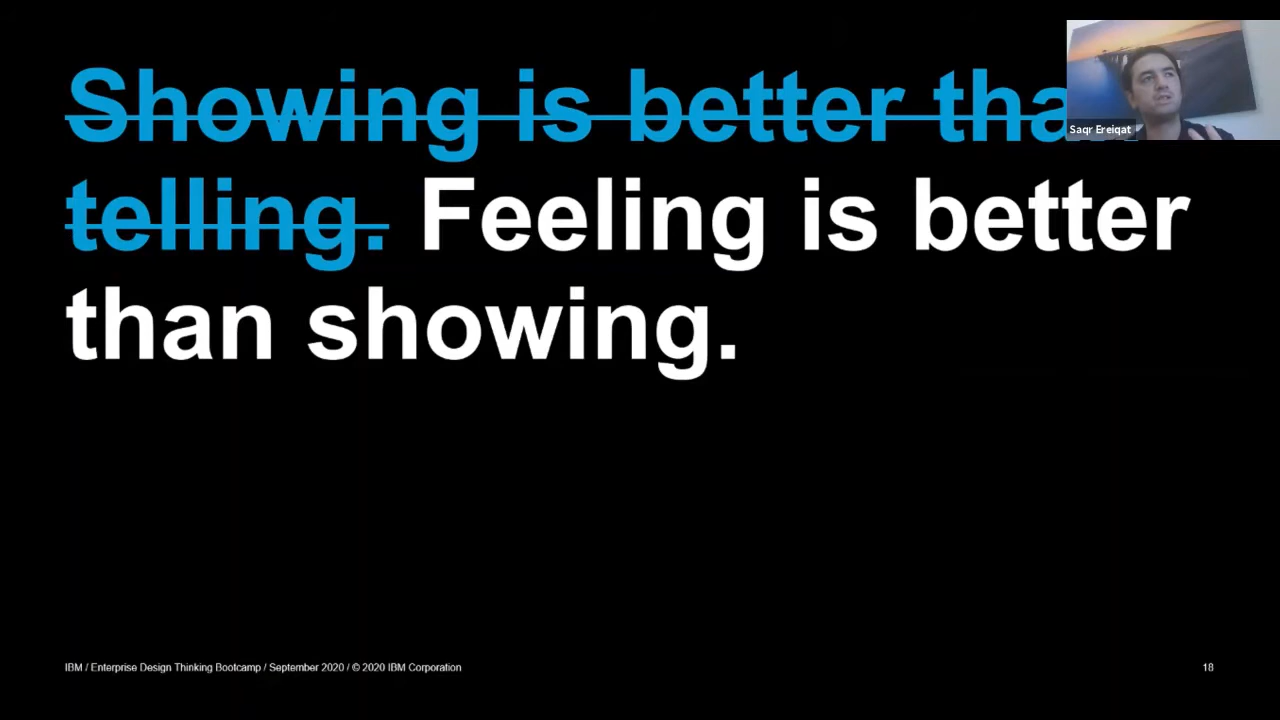 Showing is better tha
telling. Feeling is better
than showing.
Saqr Ereiqat
IBM / Enterprise Design Thinking Bootcamp / September 2020 / © 2020 IBM Corporation
18